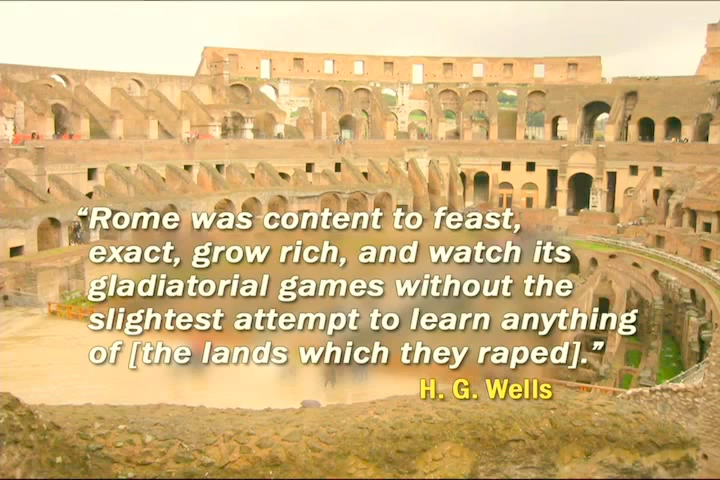 “Rome was content to feast,
exact, grow rich, and watch its
gladiatorial games without the
slightest attempt to learn anything
of [the lands which they raped].”
H. G. Wells